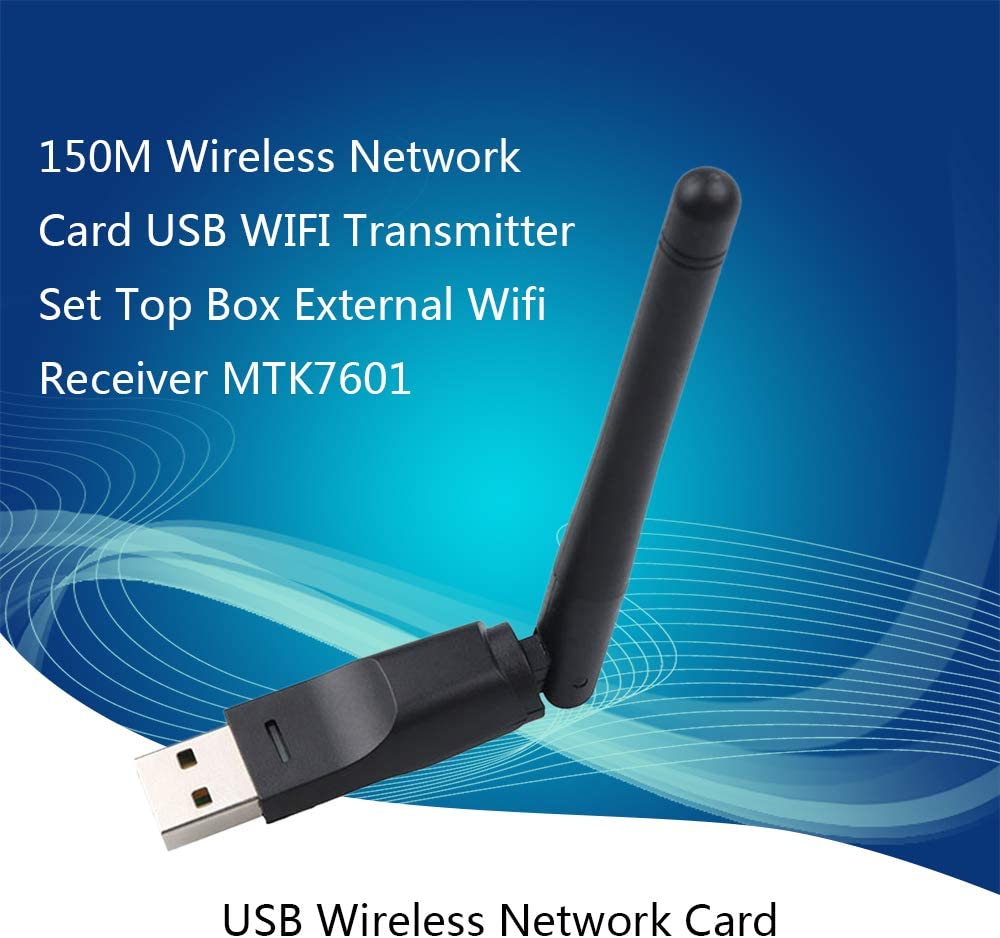 150M Wireless Network
Card USB WIFI Transmitter
Set Top Box External Wifi
Receiver MTK7601
USB Wireless Network Card